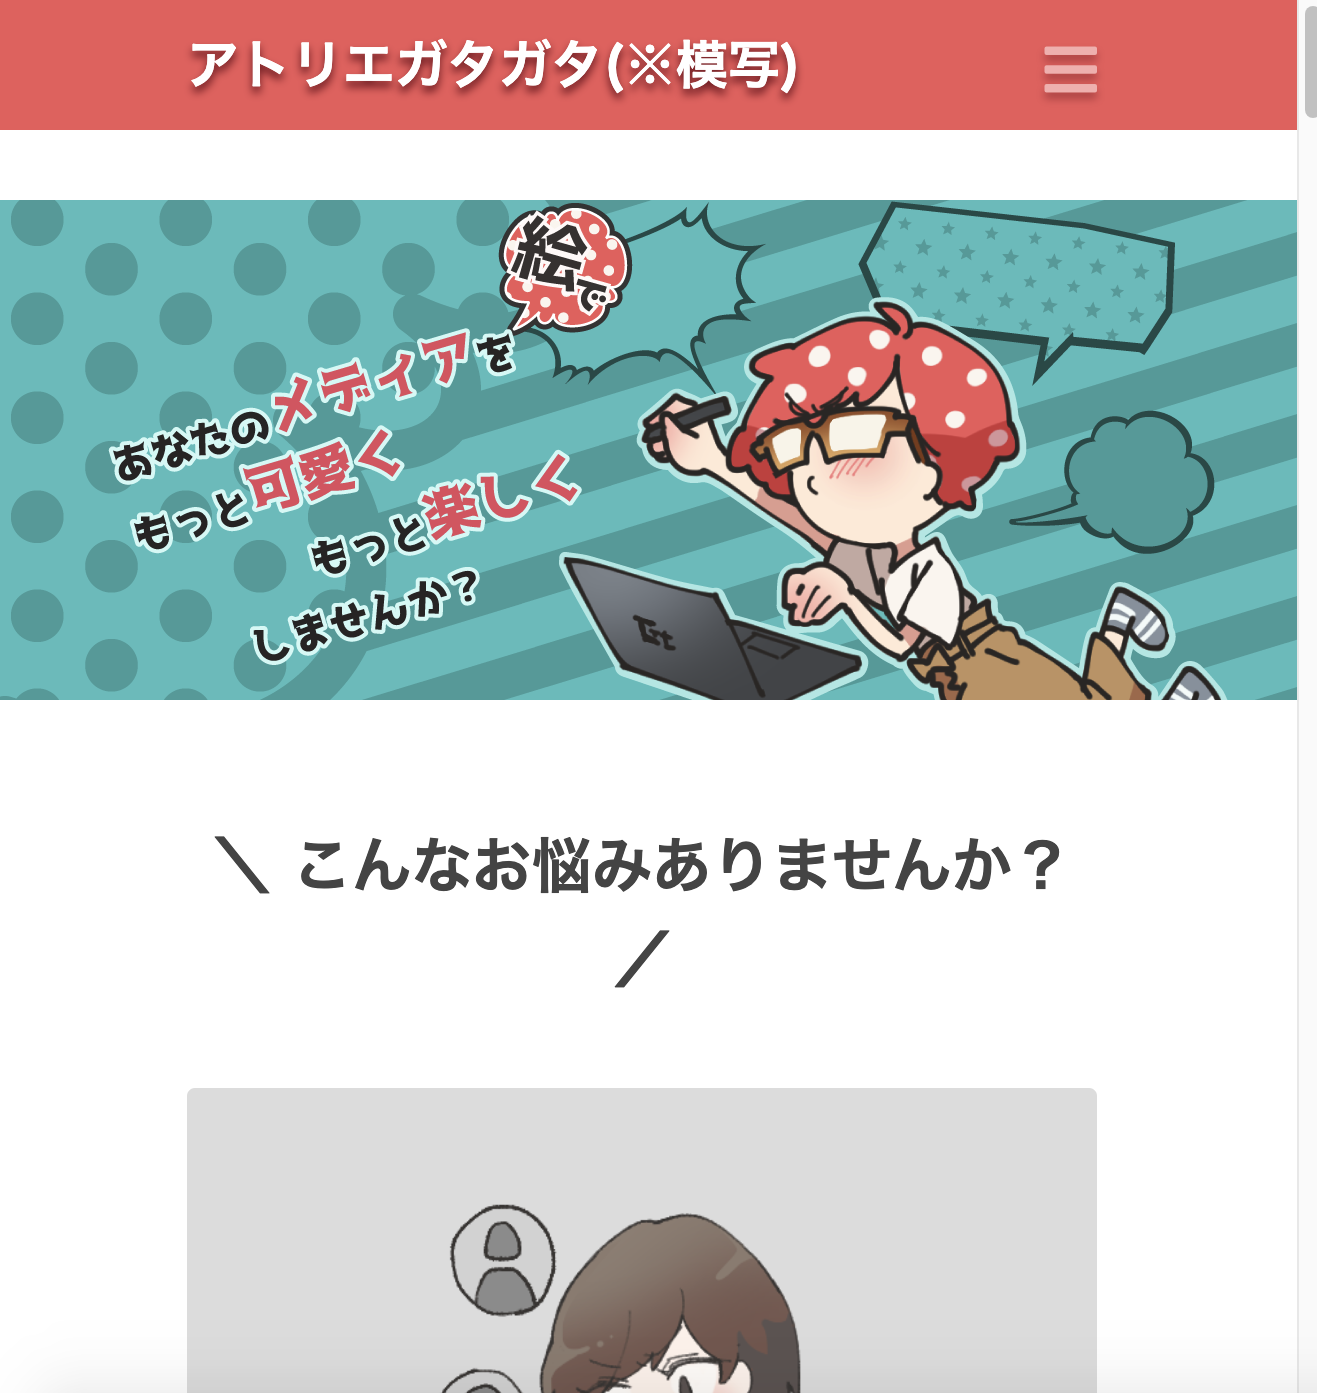 アトリエガタガタ(※模写)
絵で
あなたのメディアを
もっと可愛く
もっと楽しく
しませんか？
＼ こんなお悩みありませんか？
／